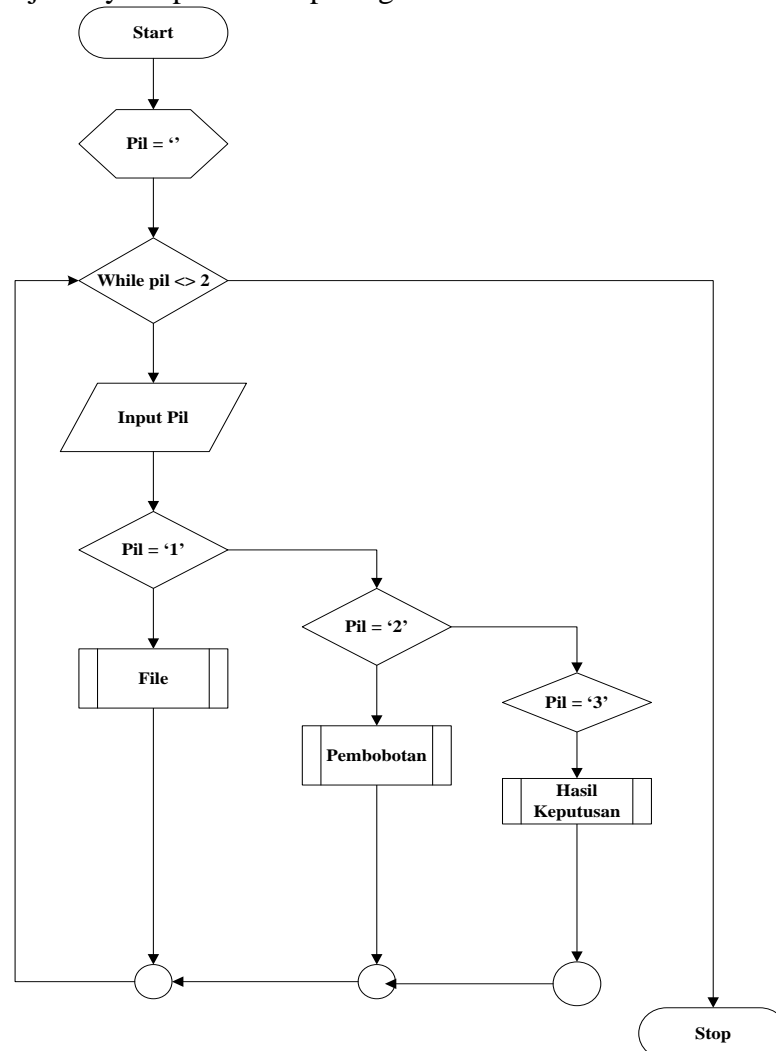 Start
Pil = ‘’
While pil <> 2
Input Pil
Pil = ‘1’
Pil = ‘2’
File
Pil = ‘3’
Pembobotan
Hasil
Keputusan
Stop